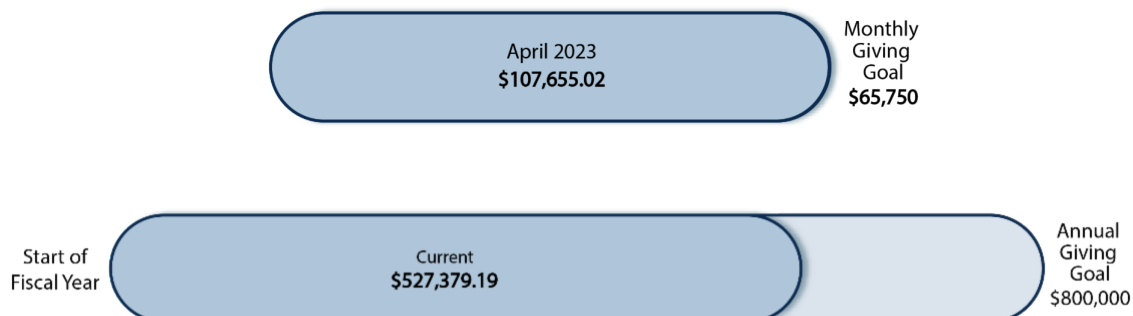 April 2023
$107,655.02
Monthly
Giving
Goal
$65,750
Start of
Fiscal Year
Current
$527,379.19
Annual
Giving
Goal
$800,000